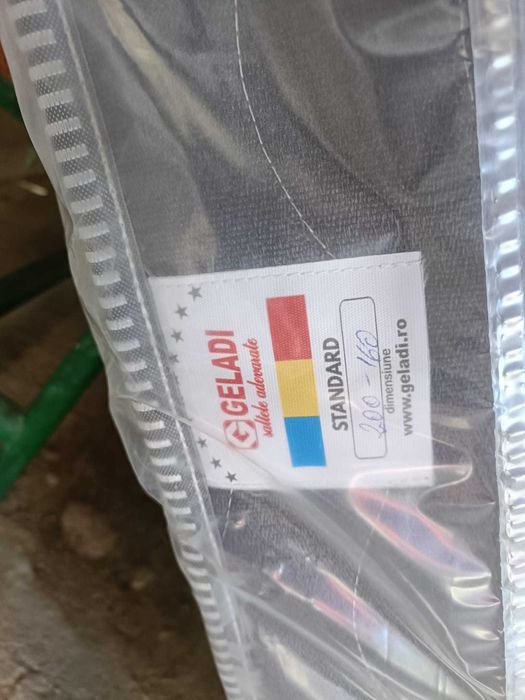 GELADI
saltele adevarate
STANDARD
200-160
dimensiune
www.geladi.ro